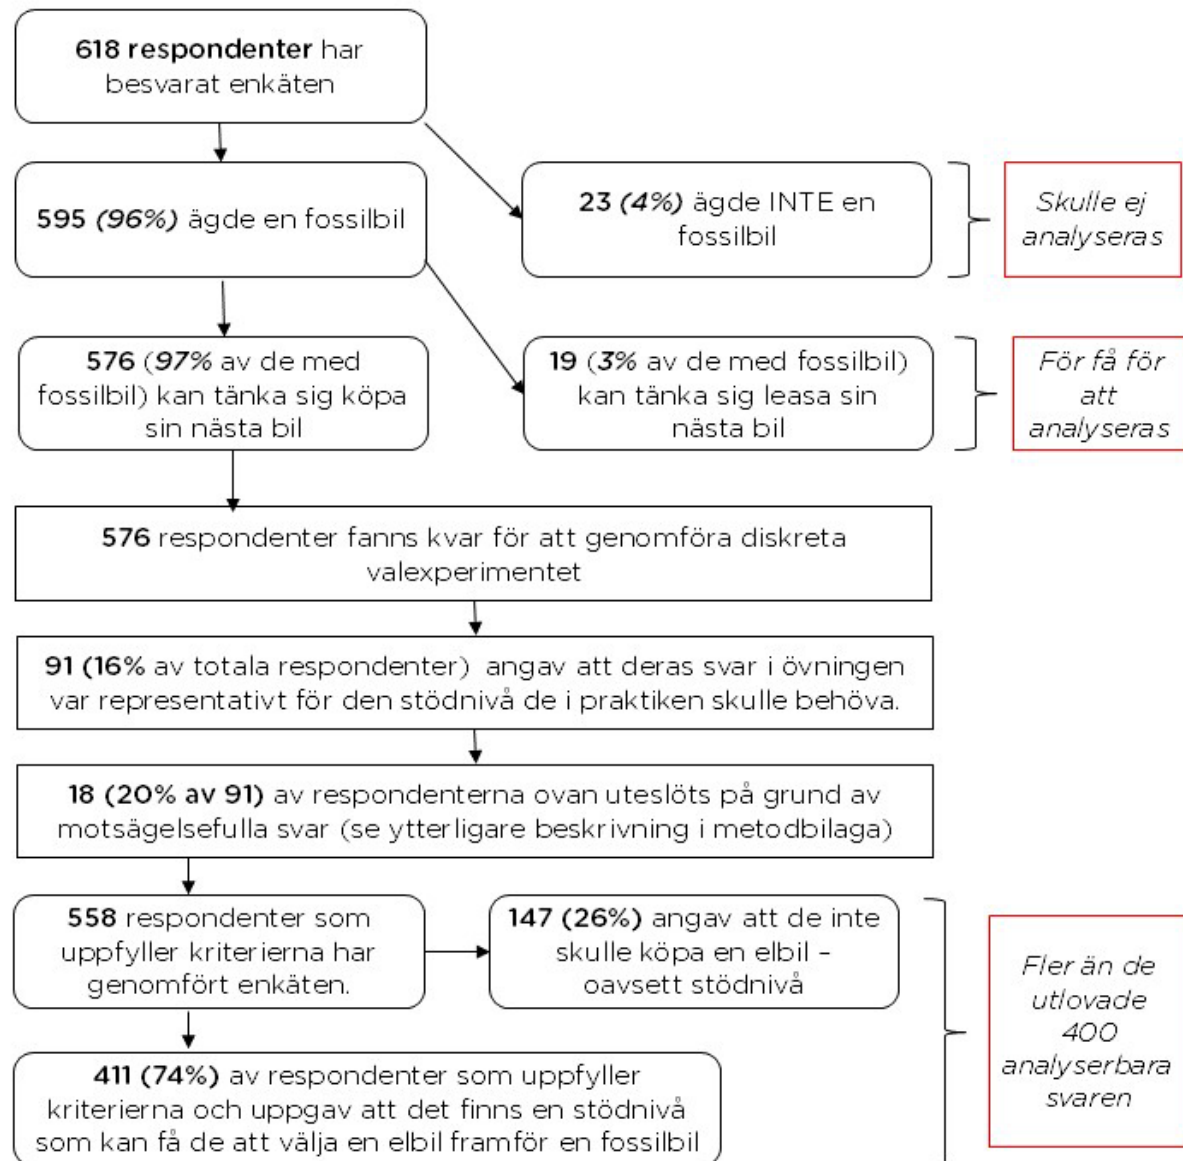 618 respondenter har
besvarat enkäten
595 (96%) ägde en fossilbil
23 (4%) ägde INTE en
fossilbil
Skulle ej
analyseras
576 (97% av de med
fossilbil) kan tänka sig köpa
sin nästa bil
19 (3% av de med fossilbil)
kan tänka sig leasa sin
nästa bil
För få för
att
analyseras
576 respondenter fanns kvar för att genomföra diskreta
valexperimentet
91 (16% av totala respondenter) angav att deras svar i övningen
var representativt för den stödnivå de i praktiken skulle behöva.
18 (20% av 91) av respondenterna ovan uteslöts på grund av
motsägelsefulla svar (se ytterligare beskrivning i metodbilaga)
558 respondenter som
uppfyller kriterierna har
genomfört enkäten.
147 (26%) angav att de inte
skulle köpa en elbil –
oavsett stödnivå
Fler än de
utlovade
400
analyserbara
svaren
411 (74%) av respondenter som uppfyller
kriterierna och uppgav att det finns en stödnivå
som kan få de att välja en elbil framför en fossilbil